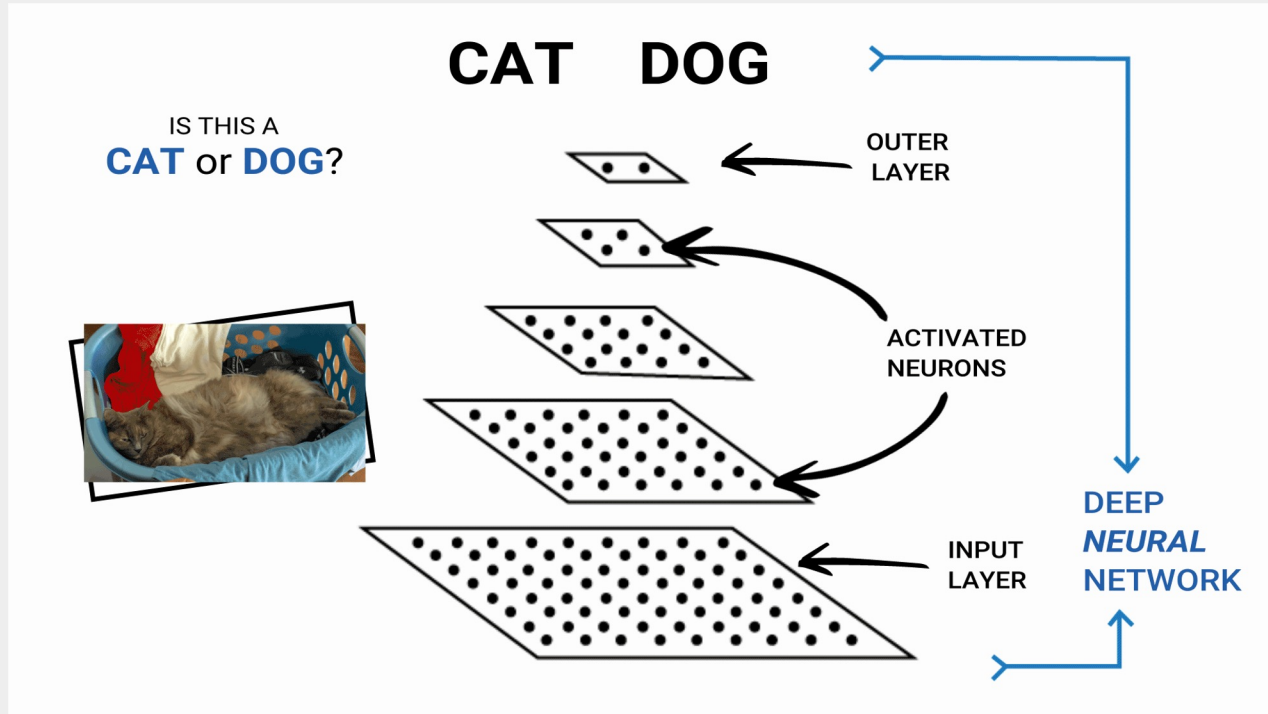 CAT DOG
IS THIS A
CAT or DOG?
OUTER
LAYER
ACTIVATED
NEURONS
INPUT
LAYER
DEEP
NEURAL
NETWORK